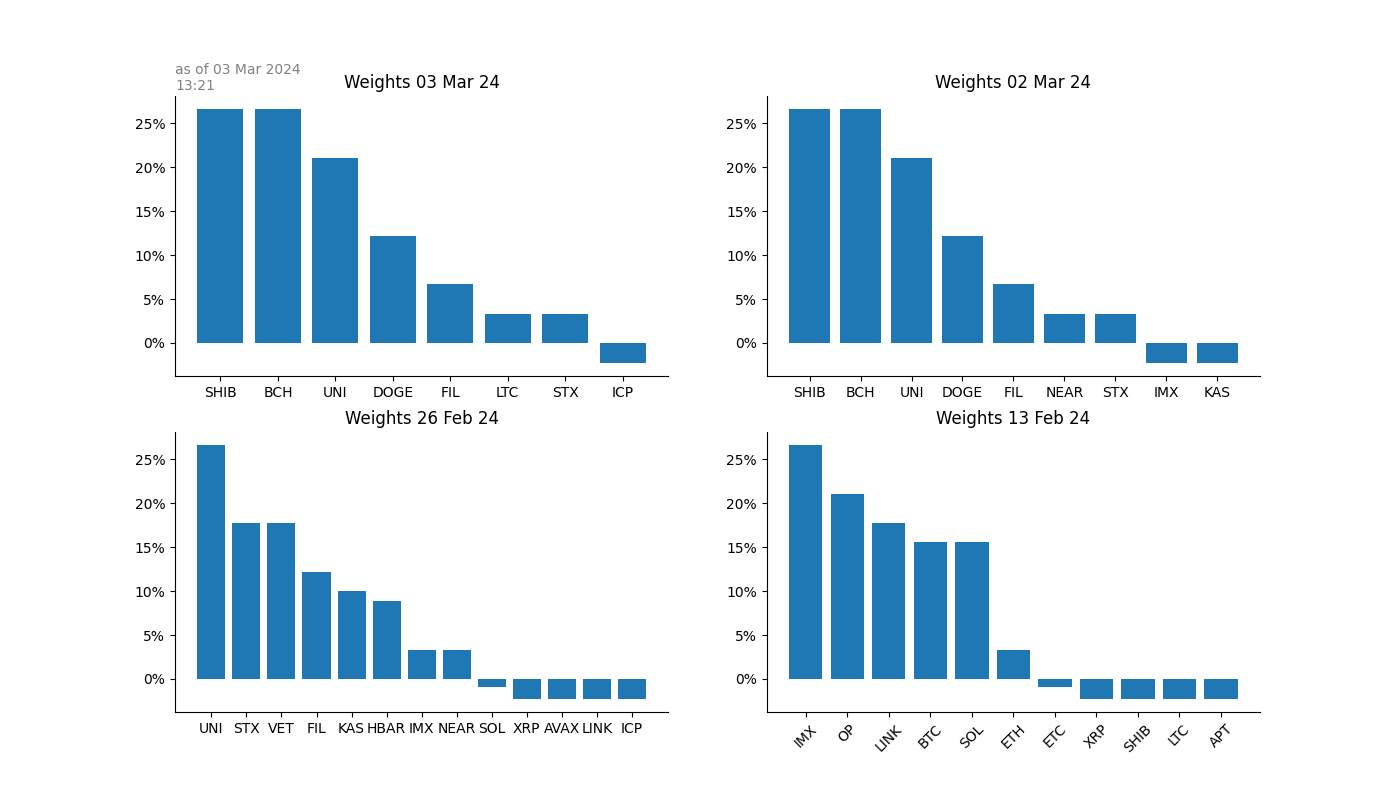 as of 03 Mar 2024
13:21
Weights 03 Mar 24
25%
20%
15%
10%
5%
0%
SHIB BCH UNI DOGE FIL LTC STX ICP
Weights 02 Mar 24
25%
20%
15%
10%
5%
0%
SHIB BCH UNI DOGE FIL NEAR STX IMX KAS
Weights 26 Feb 24
25%
20%
15%
10%
5%
0%
UNI STX VET FIL KAS HBAR IMX NEAR SOL XRP AVAX LINK ICP
Weights 13 Feb 24
25%
20%
15%
10%
5%
0%
IMX OP LINK BTC SOL ETH ETC XRP SHIB LTC APT